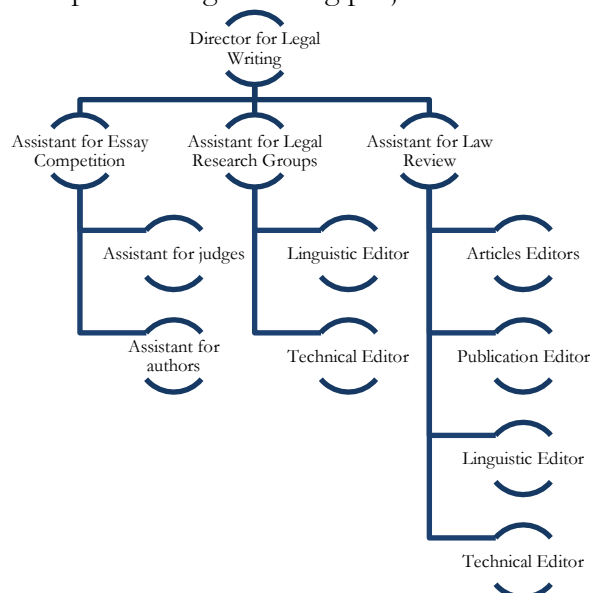 Director for Legal
Writing
Assistant for Essay
Competition
Assistant for Legal
Research Groups
Assistant for Law
Review
Assistant for judges
Linguistic Editor
Articles Editors
Assistant for
authors
Technical Editor
Publication Editor
Linguistic Editor
Technical Editor